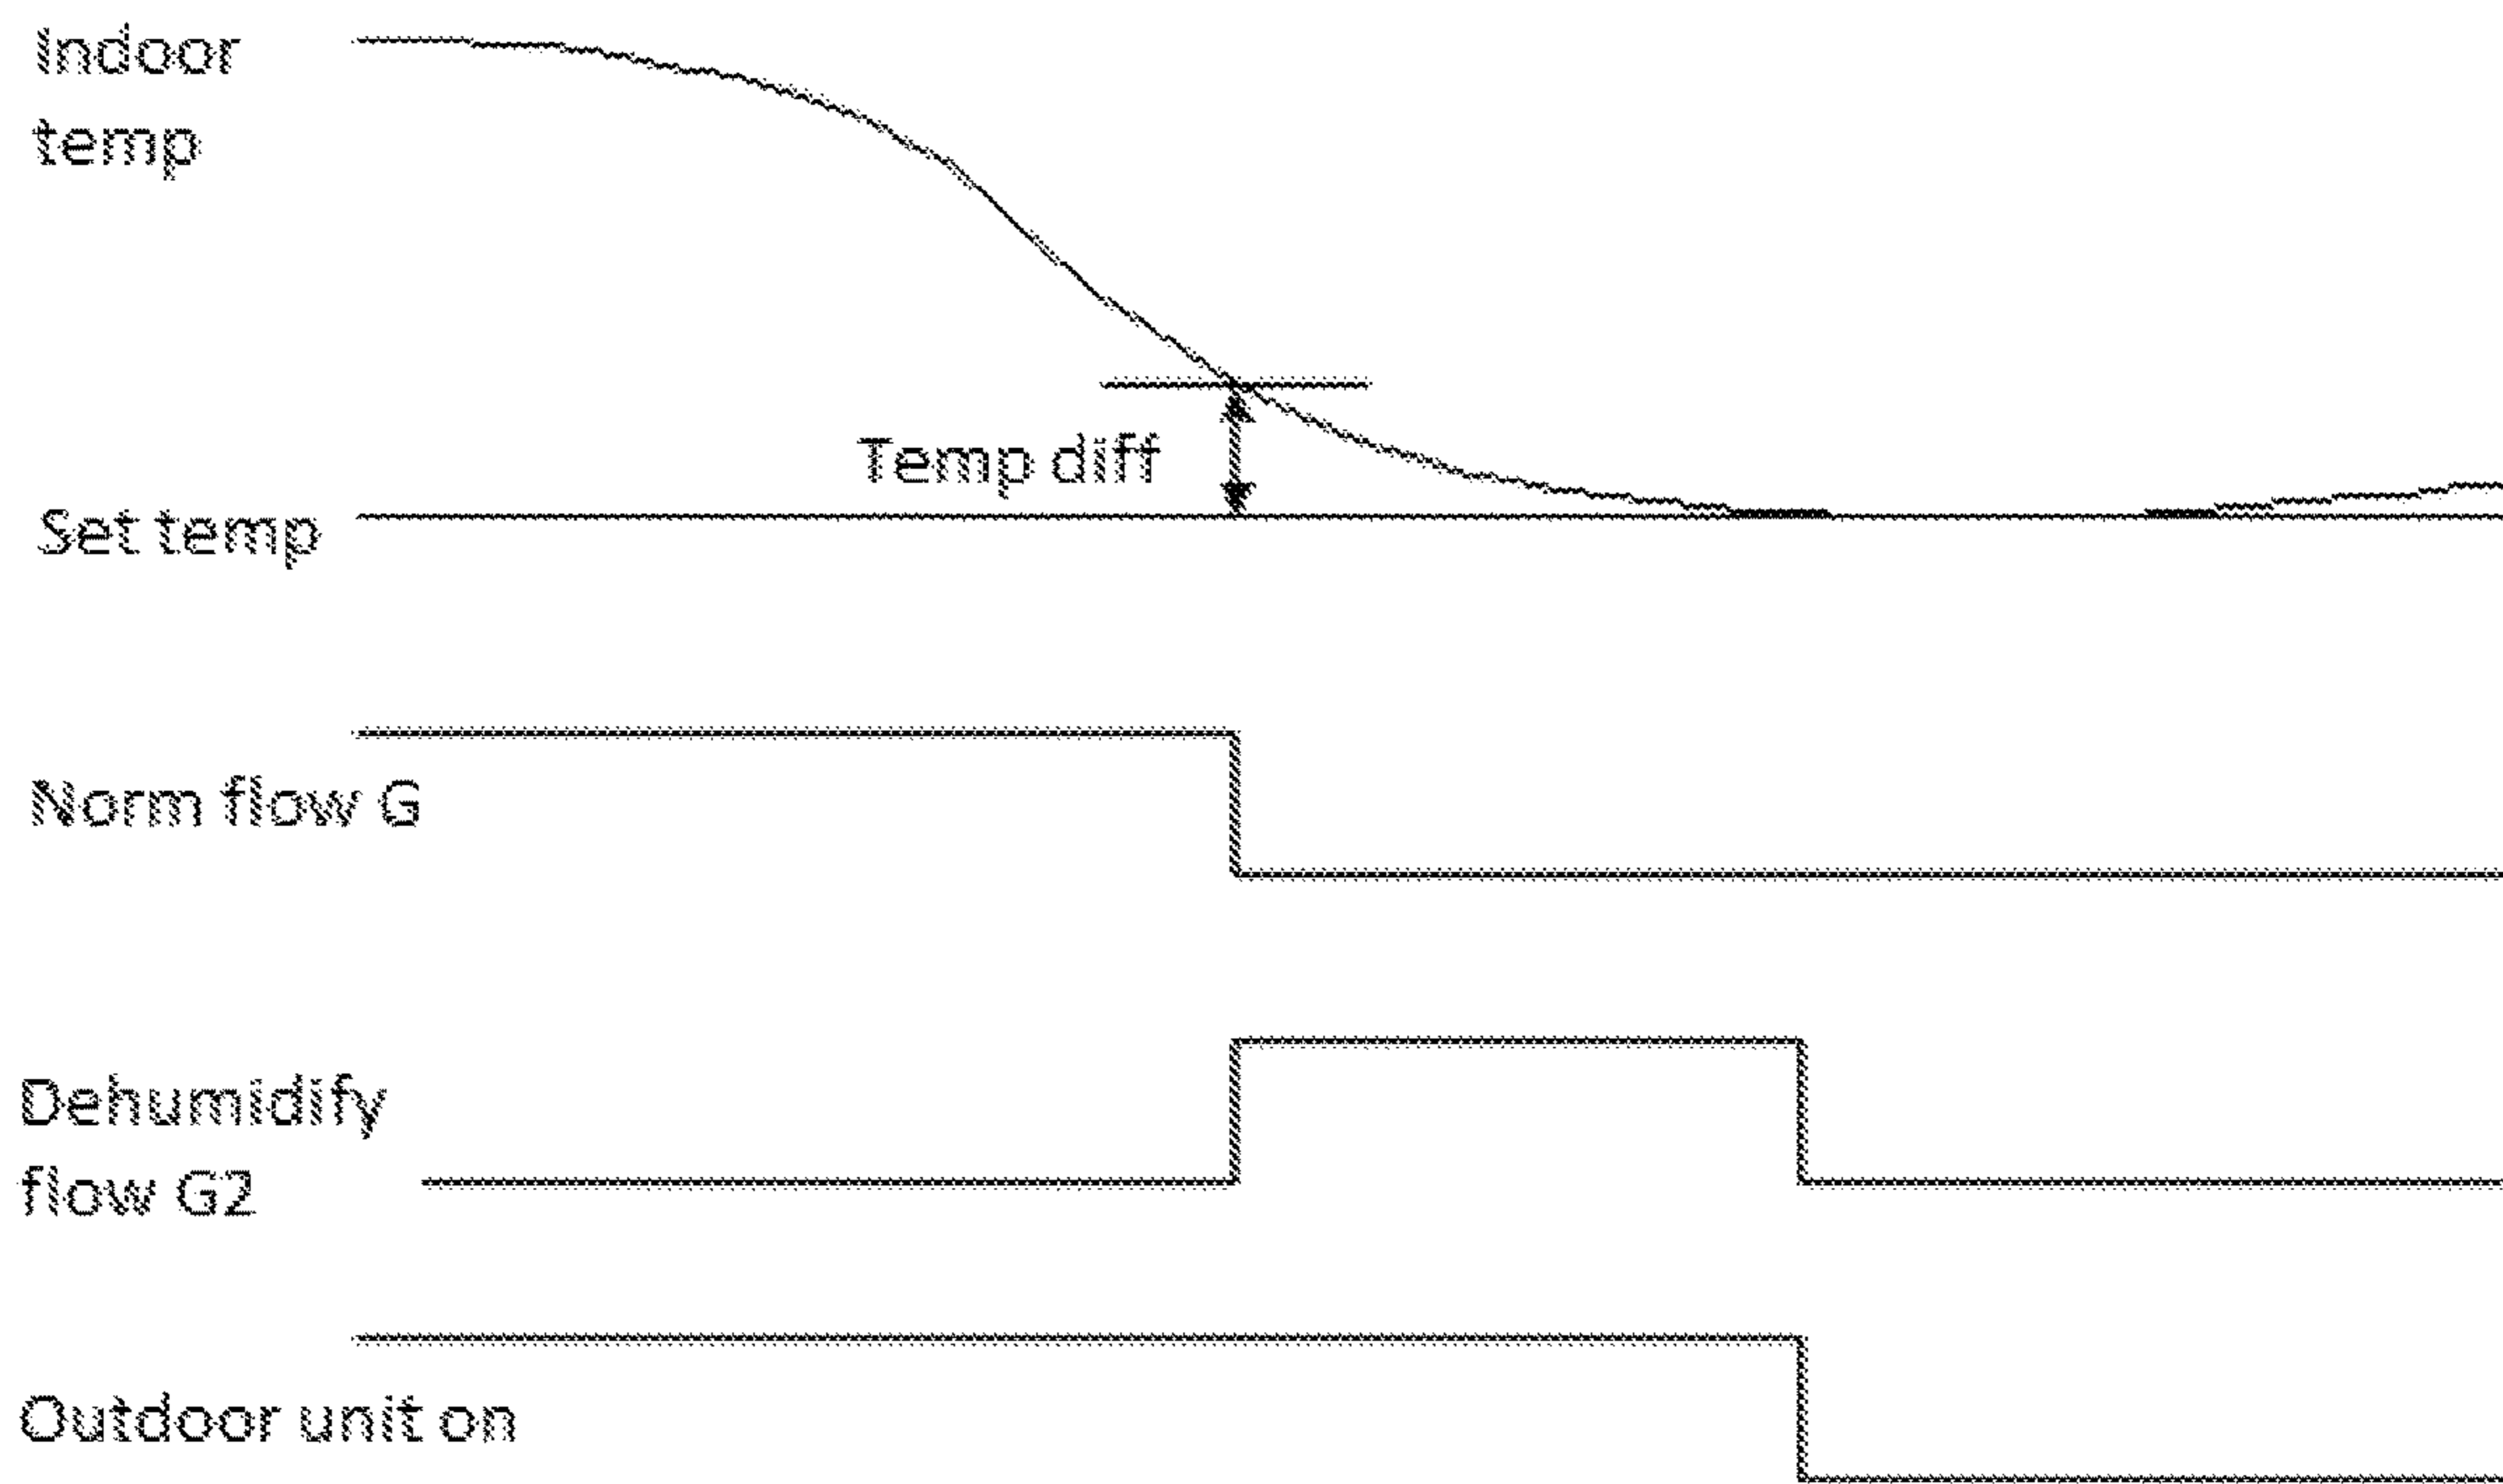 Indoor
temp
Temp diff
Set temp
Norm flow G
Dehumidify
flow G2
Outdoor unit on